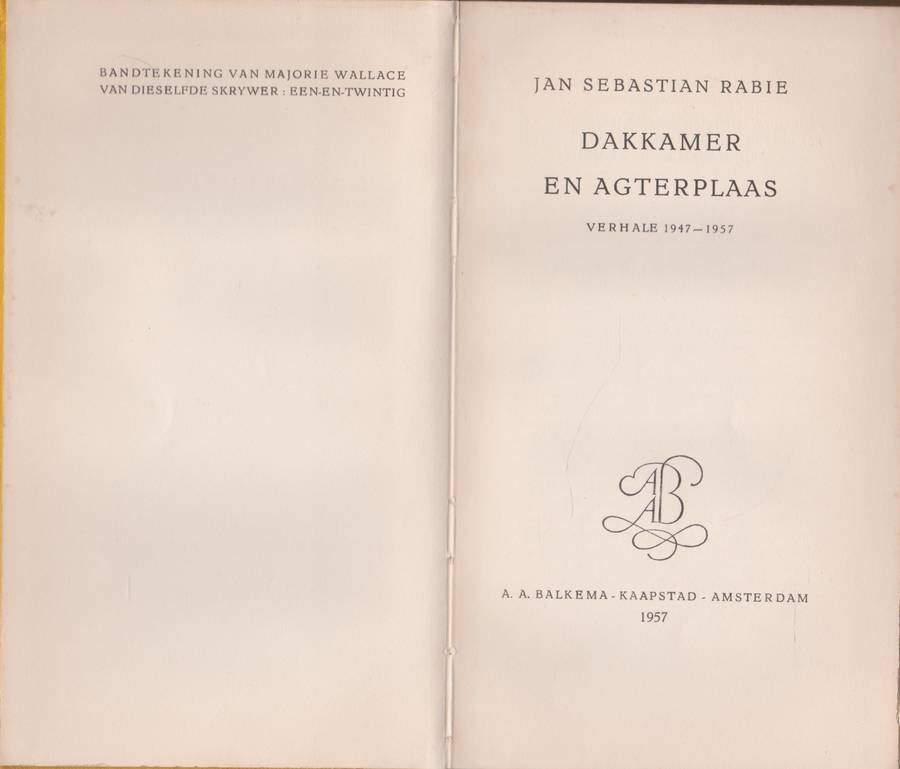 BANDTEKENING VAN MAJORIE WALLACE
VAN DIESELFDE SKRYWER : EEN-EN-TWINTIG
JAN SEBASTIAN RABIE
DAKKAMER
EN AGTERPLAAS
VERHALE 1947–1957
AB
A
A. A. BALKEMA - KAAPSTAD - AMSTERDAM
1957